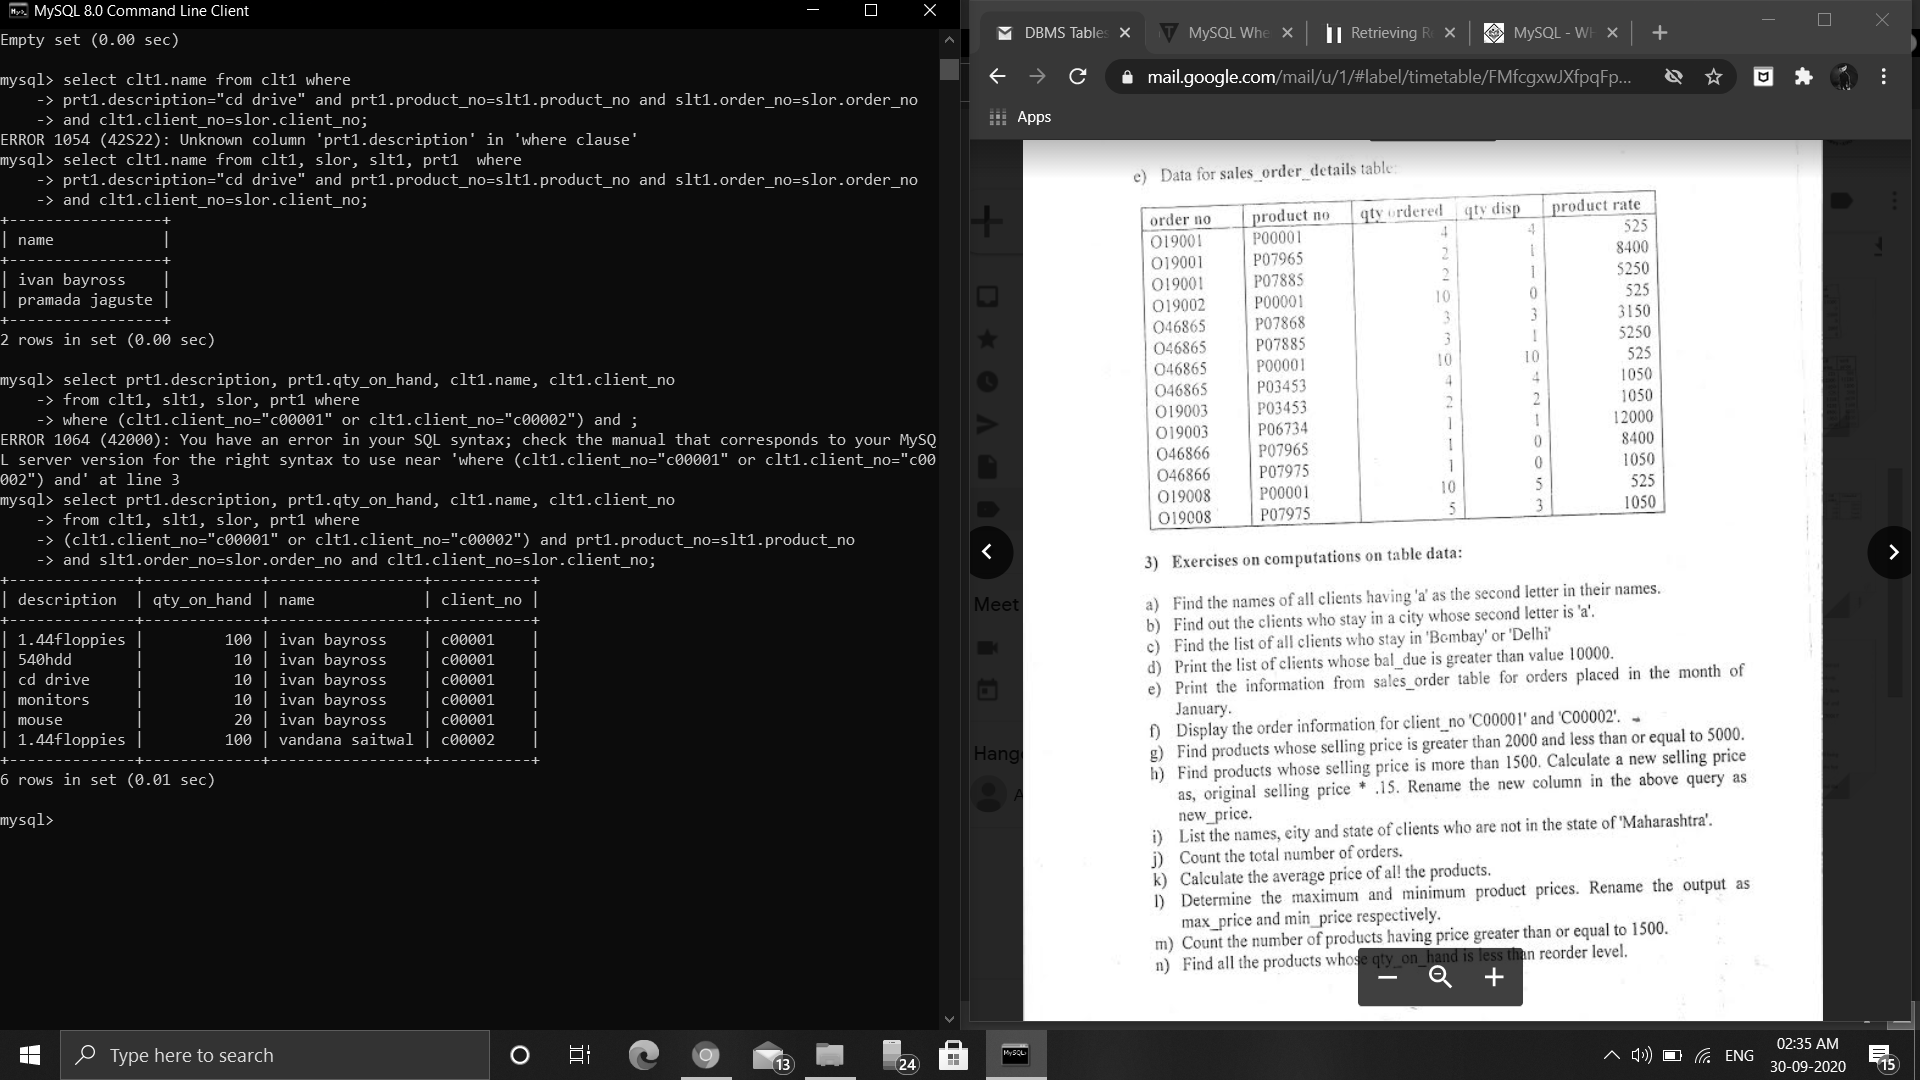 MySQL 8.0 Command Line Client
Empty set (0.00 sec)
mysql> select clt1.name from clt1 where
-> prt1.description="cd drive" and prt1.product_no=slt1.product_no and slt1.order_no=slor.order_no
-> and clt1.client_no=slor.client_no;
ERROR 1054 (42S22): Unknown column 'prt1.description' in 'where clause'
mysql> select clt1.name from clt1, slor, slt1, prt1  where
-> prt1.description="cd drive" and prt1.product_no=slt1.product_no and slt1.order_no=slor.order_no
-> and clt1.client_no=slor.client_no;
+-----------------+
| name            |
+-----------------+
| ivan bayross    |
| pramada jaguste |
+-----------------+
2 rows in set (0.00 sec)
mysql> select prt1.description, prt1.qty_on_hand, clt1.name, clt1.client_no
-> from clt1, slt1, slor, prt1 where
-> where (clt1.client_no="c00001" or clt1.client_no="c00002") and ;
ERROR 1064 (42000): You have an error in your SQL syntax; check the manual that corresponds to your MySQ
L server version for the right syntax to use near 'where (clt1.client_no="c00001" or clt1.client_no="c00
002") and' at line 3
mysql> select prt1.description, prt1.qty_on_hand, clt1.name, clt1.client_no
-> from clt1, slt1, slor, prt1 where
-> (clt1.client_no="c00001" or clt1.client_no="c00002") and prt1.product_no=slt1.product_no
-> and slt1.order_no=slor.order_no and clt1.client_no=slor.client_no;
+--------------+-------------+-----------------+-----------+
| description  | qty_on_hand | name            | client_no |
+--------------+-------------+-----------------+-----------+
| 1.44floppies |         100 | ivan bayross    | c00001    |
| 540hdd       |          10 | ivan bayross    | c00001    |
| cd drive     |          10 | ivan bayross    | c00001    |
| monitors     |          10 | ivan bayross    | c00001    |
| mouse        |          20 | ivan bayross    | c00001    |
| 1.44floppies |         100 | vandana saitwal | c00002    |
+--------------+-------------+-----------------+-----------+
6 rows in set (0.01 sec)
mysql>
DBMS Tables MySQL Whe Retrieving R MySQL - WH
mail.google.com/mail/u/1/#label/timetable/FMfcgxwJXfpqFp...
Apps
Meet
Hang
A
e) Data for sales_order_details table:
order no product no qty ordered qty disp product rate
O19001 P00001 4 4 525
O19001 P07965 2 1 8400
O19001 P07885 2 1 5250
O19002 P00001 10 0 525
O46865 P07868 3 3 3150
O46865 P07885 3 1 5250
O46865 P00001 10 10 525
O46865 P03453 4 4 1050
O19003 P03453 2 2 1050
O19003 P06734 1 1 12000
O46866 P07965 1 0 8400
O46866 P07975 1 0 1050
O19008 P00001 10 5 525
O19008 P07975 5 3 1050
3) Exercises on computations on table data:
a) Find the names of all clients having 'a' as the second letter in their names.
b) Find out the clients who stay in a city whose second letter is 'a'.
c) Find the list of all clients who stay in 'Bombay' or 'Delhi'
d) Print the list of clients whose bal_due is greater than value 10000.
e) Print the information from sales_order table for orders placed in the month of
January.
f) Display the order information for client_no 'C00001' and 'C00002'.
g) Find products whose selling price is greater than 2000 and less than or equal to 5000.
h) Find products whose selling price is more than 1500. Calculate a new selling price
as, original selling price * .15. Rename the new column in the above query as
new_price.
i) List the names, city and state of clients who are not in the state of 'Maharashtra'.
j) Count the total number of orders.
k) Calculate the average price of all the products.
l) Determine the maximum and minimum product prices. Rename the output as
max_price and min_price respectively.
m) Count the number of products having price greater than or equal to 1500.
n) Find all the products whose qty_on_hand is less than reorder level.
Type here to search
13
24
MySQL
ENG
02:35 AM
30-09-2020
15